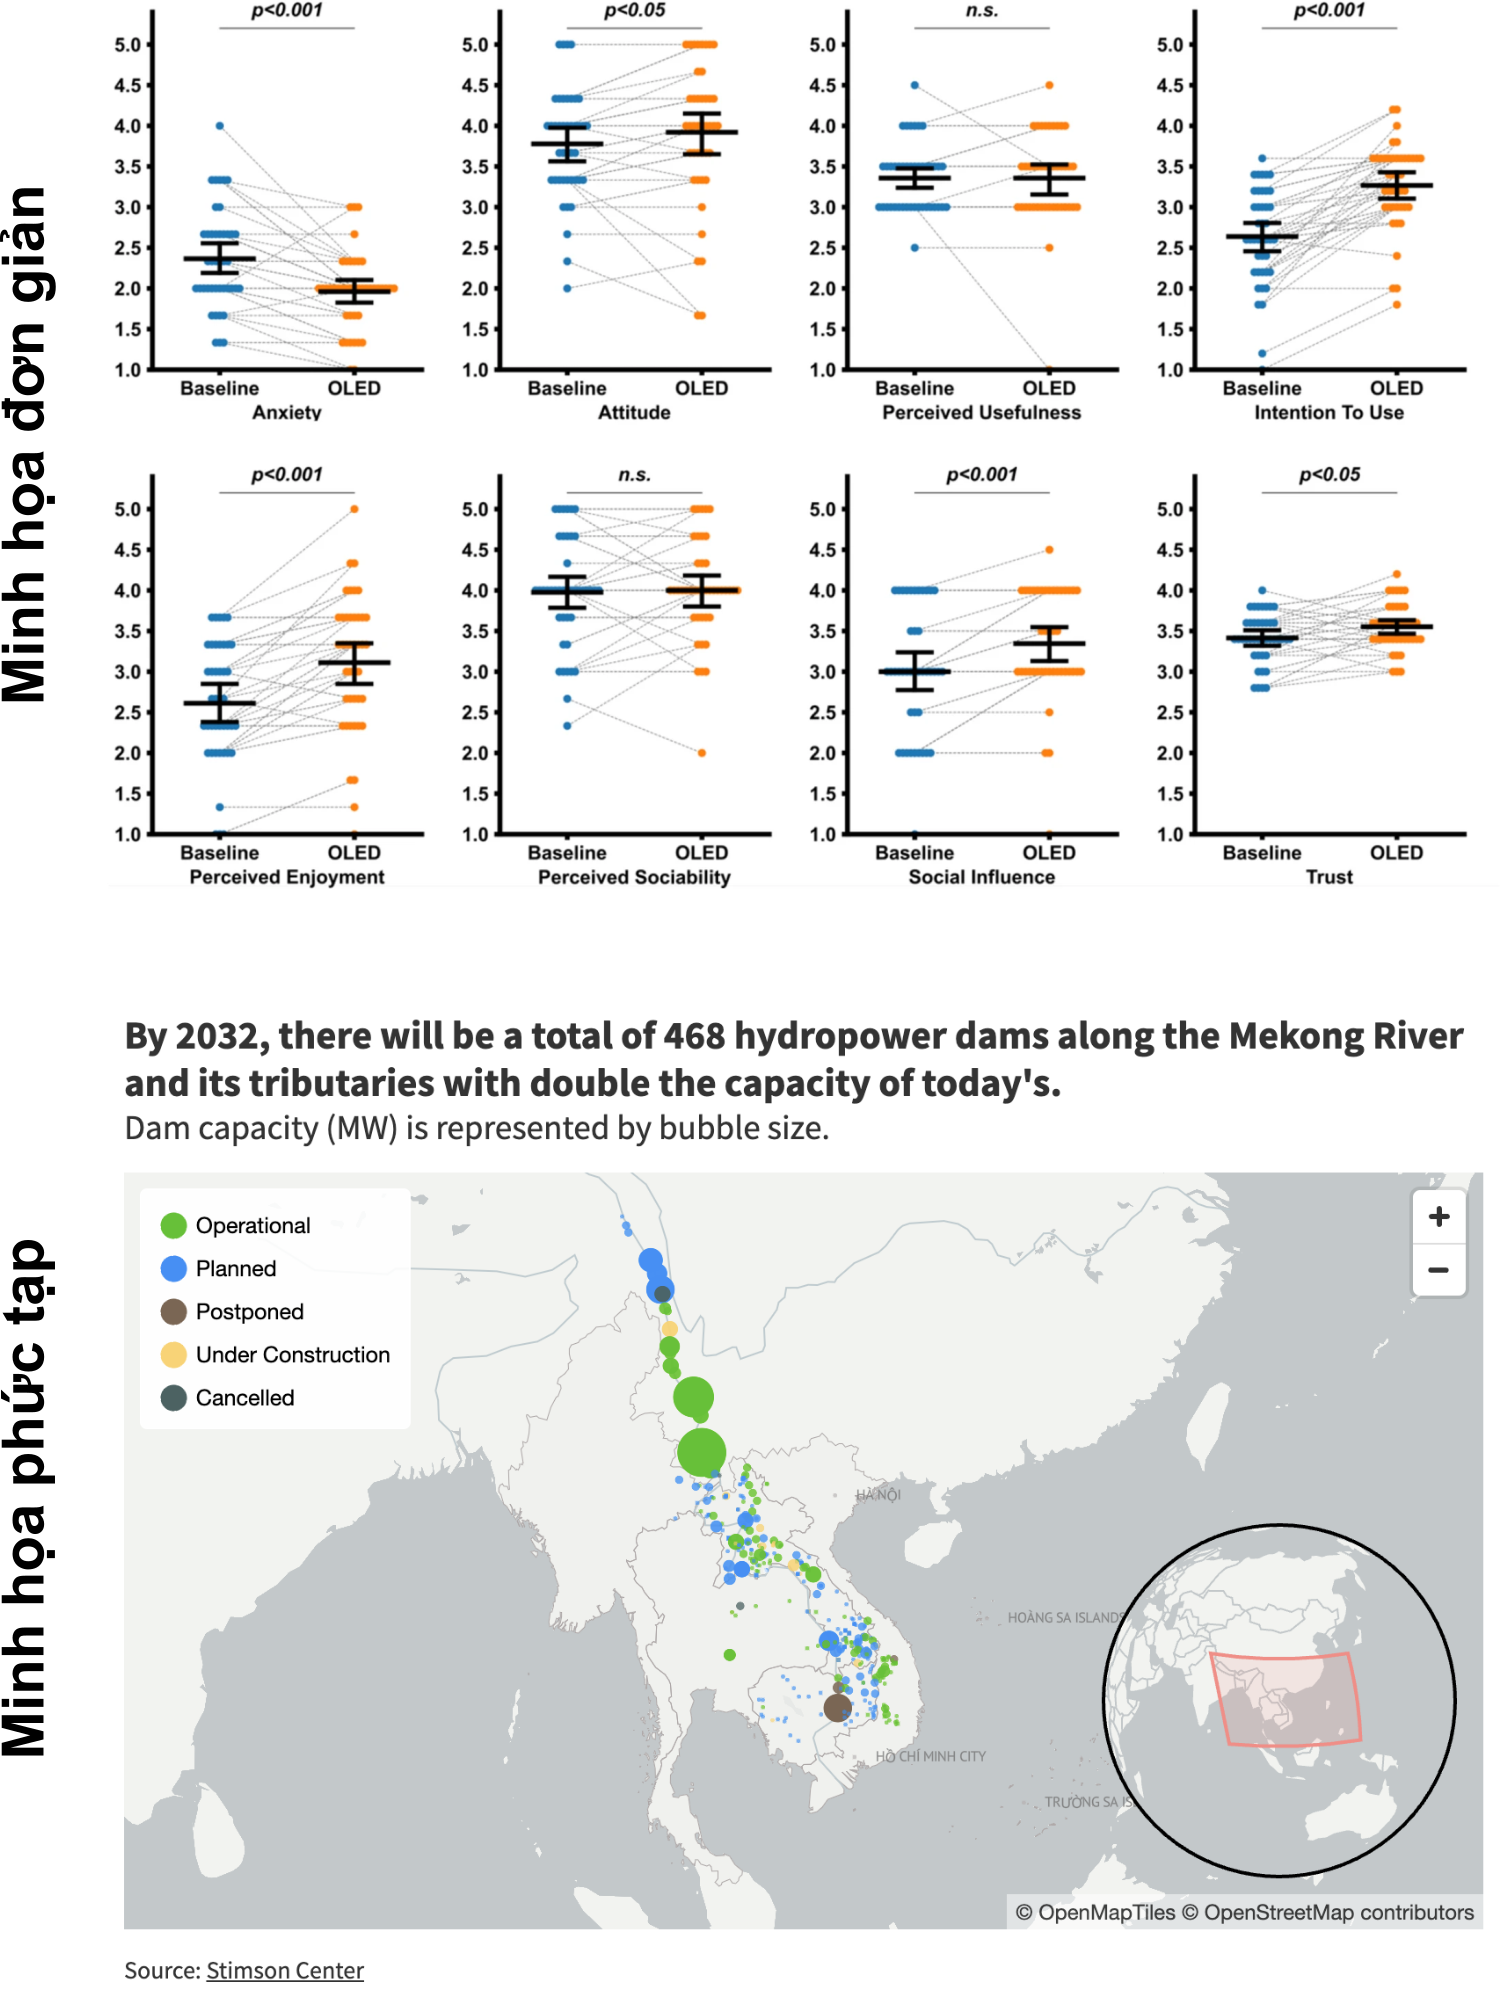 Minh họa đơn giản
p<0.001
5.0
4.5
4.0
3.5
3.0
2.5
2.0
1.5
1.0
Baseline OLED
Anxiety
p<0.05
5.0
4.5
4.0
3.5
3.0
2.5
2.0
1.5
1.0
Baseline OLED
Attitude
n.s.
5.0
4.5
4.0
3.5
3.0
2.5
2.0
1.5
1.0
Baseline OLED
Perceived Usefulness
p<0.001
5.0
4.5
4.0
3.5
3.0
2.5
2.0
1.5
1.0
Baseline OLED
Intention To Use
p<0.001
5.0
4.5
4.0
3.5
3.0
2.5
2.0
1.5
1.0
Baseline OLED
Perceived Enjoyment
n.s.
5.0
4.5
4.0
3.5
3.0
2.5
2.0
1.5
1.0
Baseline OLED
Perceived Sociability
p<0.001
5.0
4.5
4.0
3.5
3.0
2.5
2.0
1.5
1.0
Baseline OLED
Social Influence
p<0.05
5.0
4.5
4.0
3.5
3.0
2.5
2.0
1.5
1.0
Baseline OLED
Trust
Minh họa phức tạp
By 2032, there will be a total of 468 hydropower dams along the Mekong River
and its tributaries with double the capacity of today's.
Dam capacity (MW) is represented by bubble size.
Operational
Planned
Postponed
Under Construction
Cancelled
+
−
HÀ NỘI
HOÀNG SA ISLANDS
HỒ CHÍ MINH CITY
TRƯỜNG SA IS
© OpenMapTiles © OpenStreetMap contributors
Source: Stimson Center